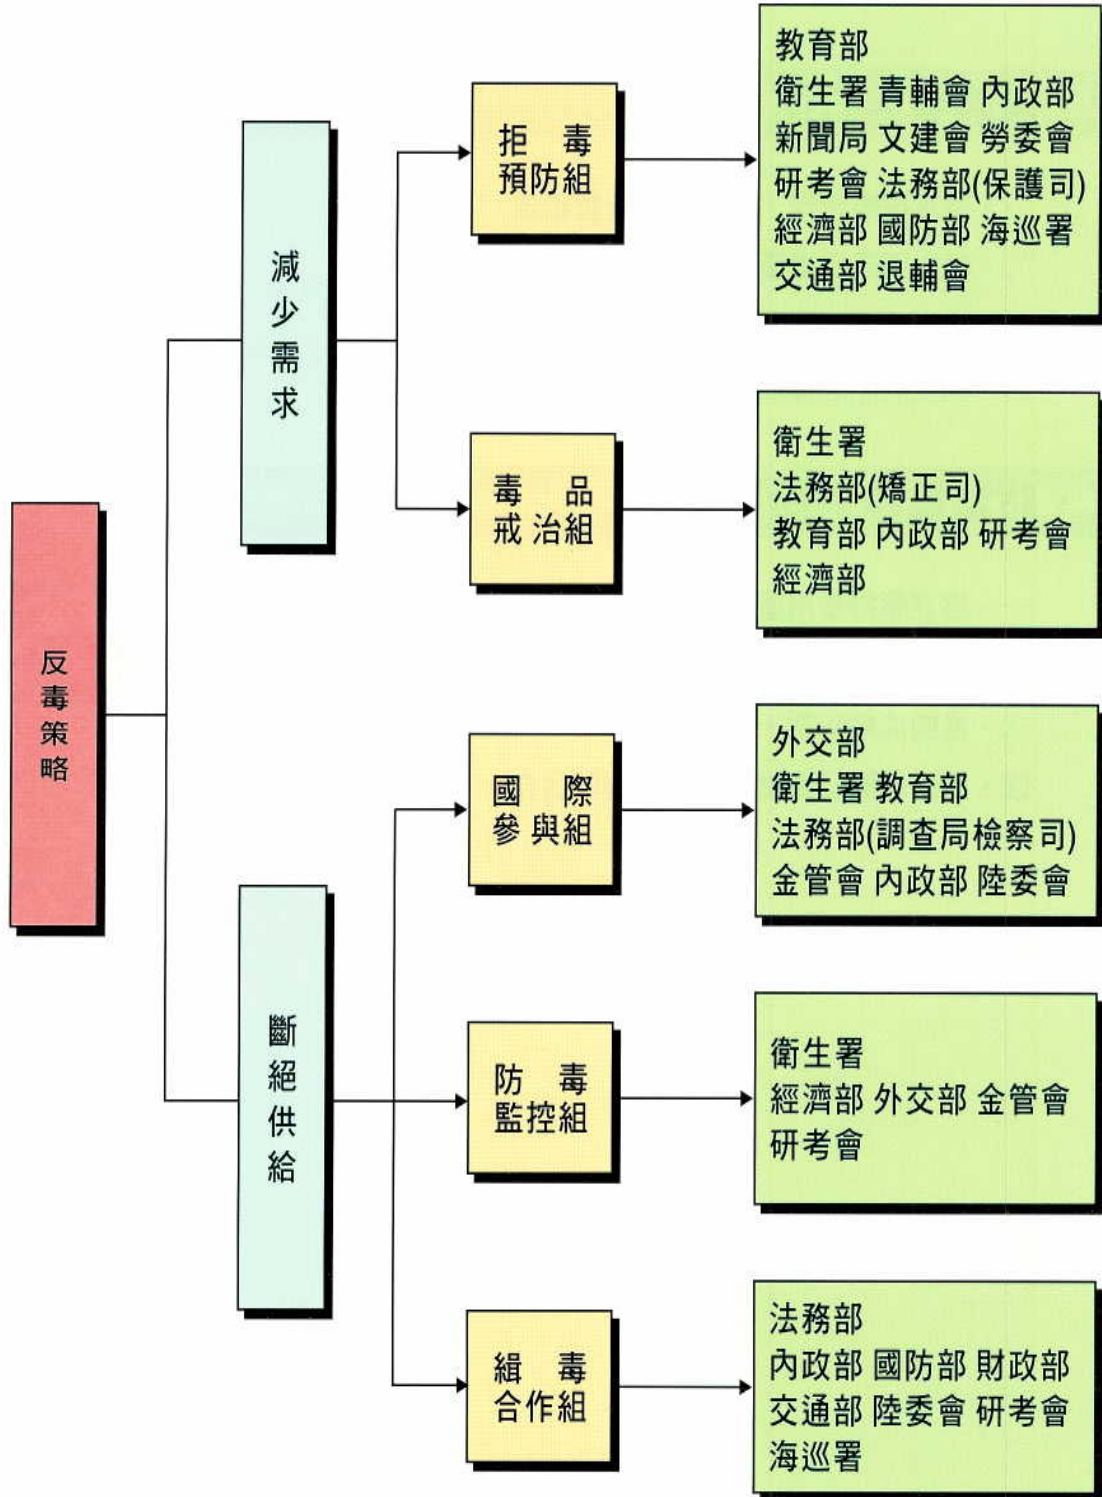 反毒策略
減少需求
拒毒
預防組
教育部
衛生署 青輔會 內政部
新聞局 文建會 勞委會
研考會 法務部(保護司)
經濟部 國防部 海巡署
交通部 退輔會
毒品
戒治組
衛生署
法務部(矯正司)
教育部 內政部 研考會
經濟部
斷絕供給
國際
參與組
外交部
衛生署 教育部
法務部(調查局檢察司)
金管會 內政部 陸委會
防毒
監控組
衛生署
經濟部 外交部 金管會
研考會
緝毒
合作組
法務部
內政部 國防部 財政部
交通部 陸委會 研考會
海巡署